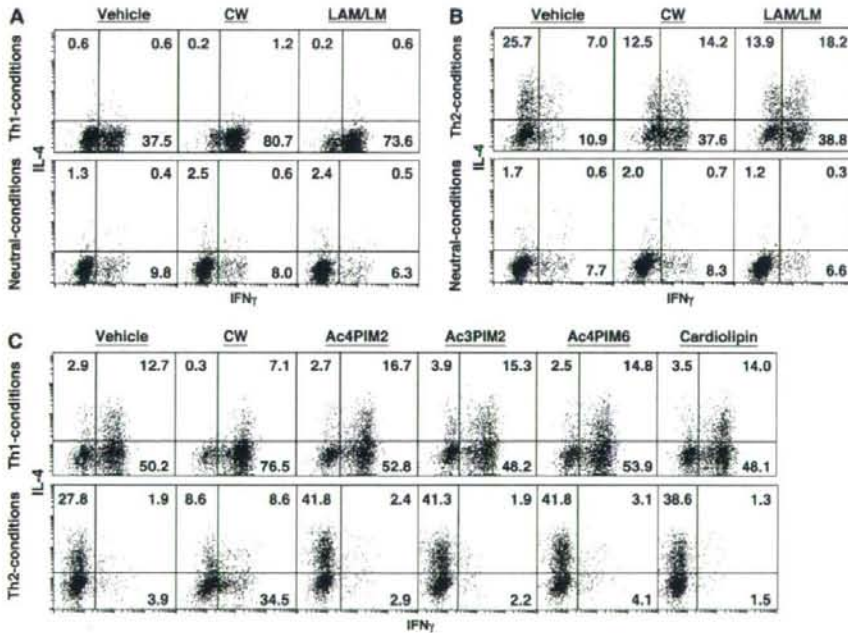 A
Vehicle CW LAM/LM
Th1-conditions
0.6 0.6 0.2 1.2 0.2 0.6
37.5 80.7 73.6
Neutral-conditions
IL-4
1.3 0.4 2.5 0.6 2.4 0.5
9.8 8.0 6.3
IFNγ
B
Vehicle CW LAM/LM
Th2-conditions
25.7 7.0 12.5 14.2 13.9 18.2
10.9 37.6 38.8
Neutral-conditions
IL-4
1.7 0.6 2.0 0.7 1.2 0.3
7.7 8.3 6.6
IFNγ
C
Vehicle CW Ac4PIM2 Ac3PIM2 Ac4PIM6 Cardiolipin
Th1-conditions
2.9 12.7 0.3 7.1 2.7 16.7 3.9 15.3 2.5 14.8 3.5 14.0
50.2 76.5 52.8 48.2 53.9 48.1
Th2-conditions
IL-4
27.8 1.9 8.6 8.6 41.8 2.4 41.3 1.9 41.8 3.1 38.6 1.3
3.9 34.5 2.9 2.2 4.1 1.5
IFNγ